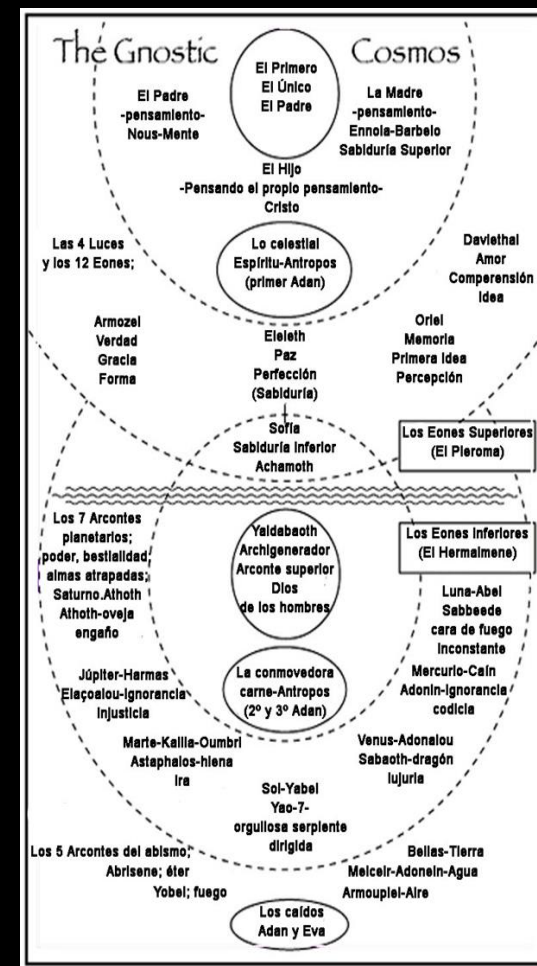 The Gnostic Cosmos
El Primero
El Único
El Padre
El Padre
-pensamiento-
Nous-Mente
La Madre
-pensamiento-
Ennoia-Barbelo
Sabiduría Superior
El Hijo
-Pensando el propio pensamiento-
Cristo
Las 4 Luces
y los 12 Eones;
Lo celestial
Espíritu-Antropos
(primer Adan)
Daviethai
Amor
Comperensión
Idea
Armozel
Verdad
Gracia
Forma
Eleleth
Paz
Perfección
(Sabiduría)
Oriel
Memoria
Primera Idea
Percepción
Sofía
Sabiduría Inferior
Achamoth
Los Eones Superiores
(El Pleroma)
Los 7 Arcontes
planetarios;
poder, bestialidad,
almas atrapadas;
Saturno.Athoth
Athoth-oveja
engaño
Yaldabaoth
Archigenerador
Arconte superior
Dios
de los hombres
Los Eones Inferiores
(El Hermaimene)
Luna-Abel
Sabbeede
cara de fuego
Inconstante
Júpiter-Harmas
Elaçoalou-ignorancia
injusticia
La conmovedora
carne-Antropos
(2º y 3º Adan)
Mercurio-Caín
Adonin-ignorancia
codicia
Marte-Kalila-Oumbri
Astaphaios-hiena
ira
Venus-Adonaiou
Sabaoth-dragón
lujuria
Sol-Yabel
Yao-7-
orgullosa serpiente
dirigida
Los 5 Arcontes del abismo;
Abrisene; éter
Yobel; fuego
Belias-Tierra
Melceir-Adonein-Agua
Armoupiel-Aire
Los caídos
Adan y Eva